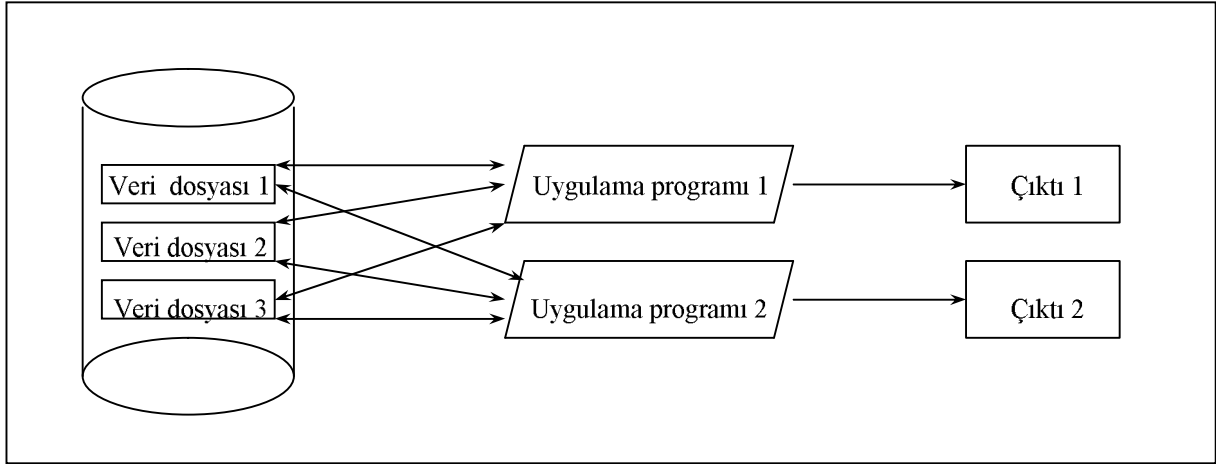 Veri dosyası 1
Veri dosyası 2
Veri dosyası 3
Uygulama programı 1
Uygulama programı 2
Çıktı 1
Çıktı 2